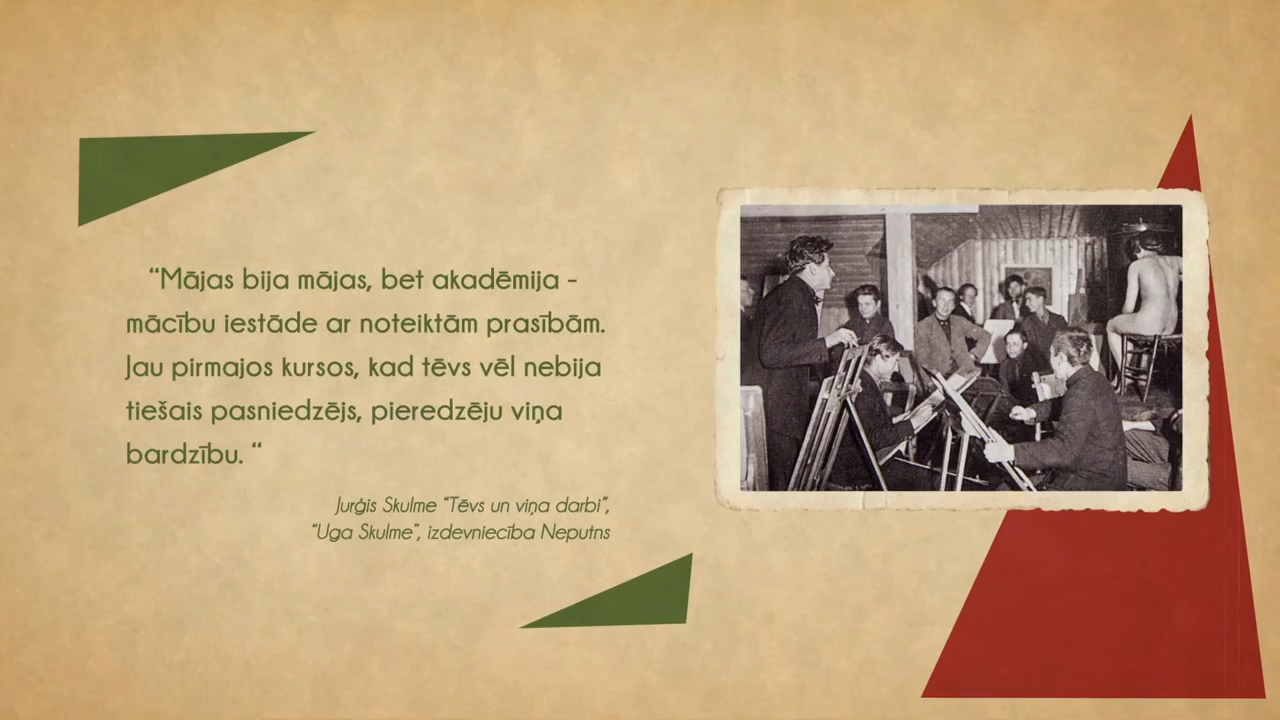 “Mājas bija mājas, bet akadēmija -
mācību iestāde ar noteiktām prasībām.
Jau pirmajos kursos, kad tēvs vēl nebija
tiešais pasniedzējs, pieredzēju viņa
bardzību. “
Jurģis Skulme “Tēvs un viņa darbi”,
“Uga Skulme”, izdevniecība Neputns